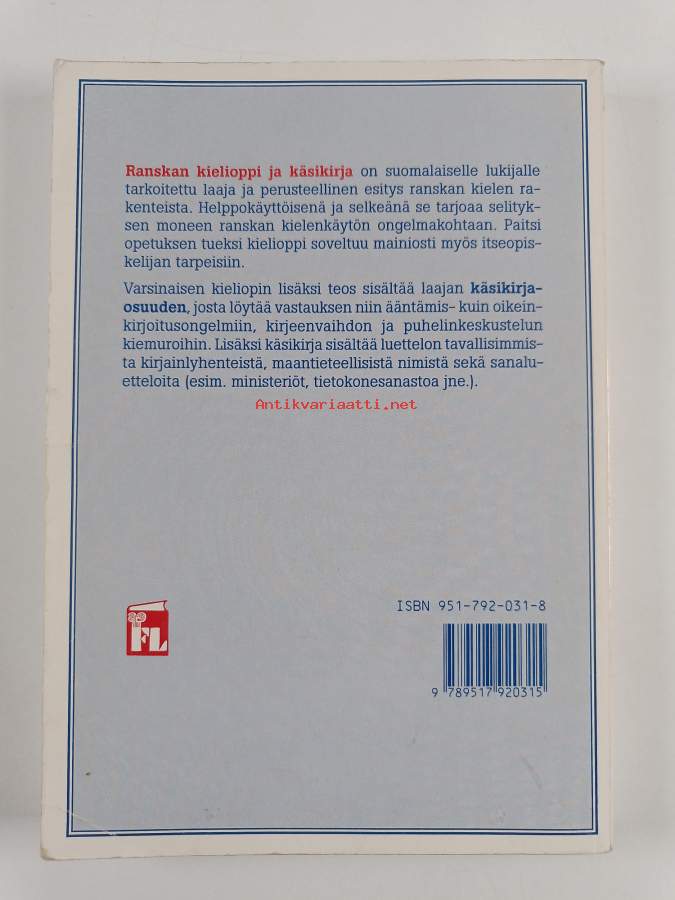 Ranskan kielioppi ja käsikirja on suomalaiselle lukijalle
tarkoitettu laaja ja perusteellinen esitys ranskan kielen ra-
kenteista. Helppokäyttöisenä ja selkeänä se tarjoaa selityk-
sen moneen ranskan kielenkäytön ongelmakohtaan. Paitsi
opetuksen tueksi kielioppi soveltuu mainiosti myös itseopis-
kelijan tarpeisiin.
Varsinaisen kieliopin lisäksi teos sisältää laajan käsikirja-
osuuden, josta löytää vastauksen niin ääntämis- kuin oikein-
kirjoitusongelmiin, kirjeenvaihdon ja puhelinkeskustelun
kiemuroihin. Lisäksi käsikirja sisältää luettelon tavallisimmis-
ta kirjainlyhenteistä, maantieteellisistä nimistä sekä sanalu-
etteloita (esim. ministeriöt, tietokonesanastoa jne.).
Antikvariaatti.net
ISBN 951-792-031-8
FL
9 789517 920315